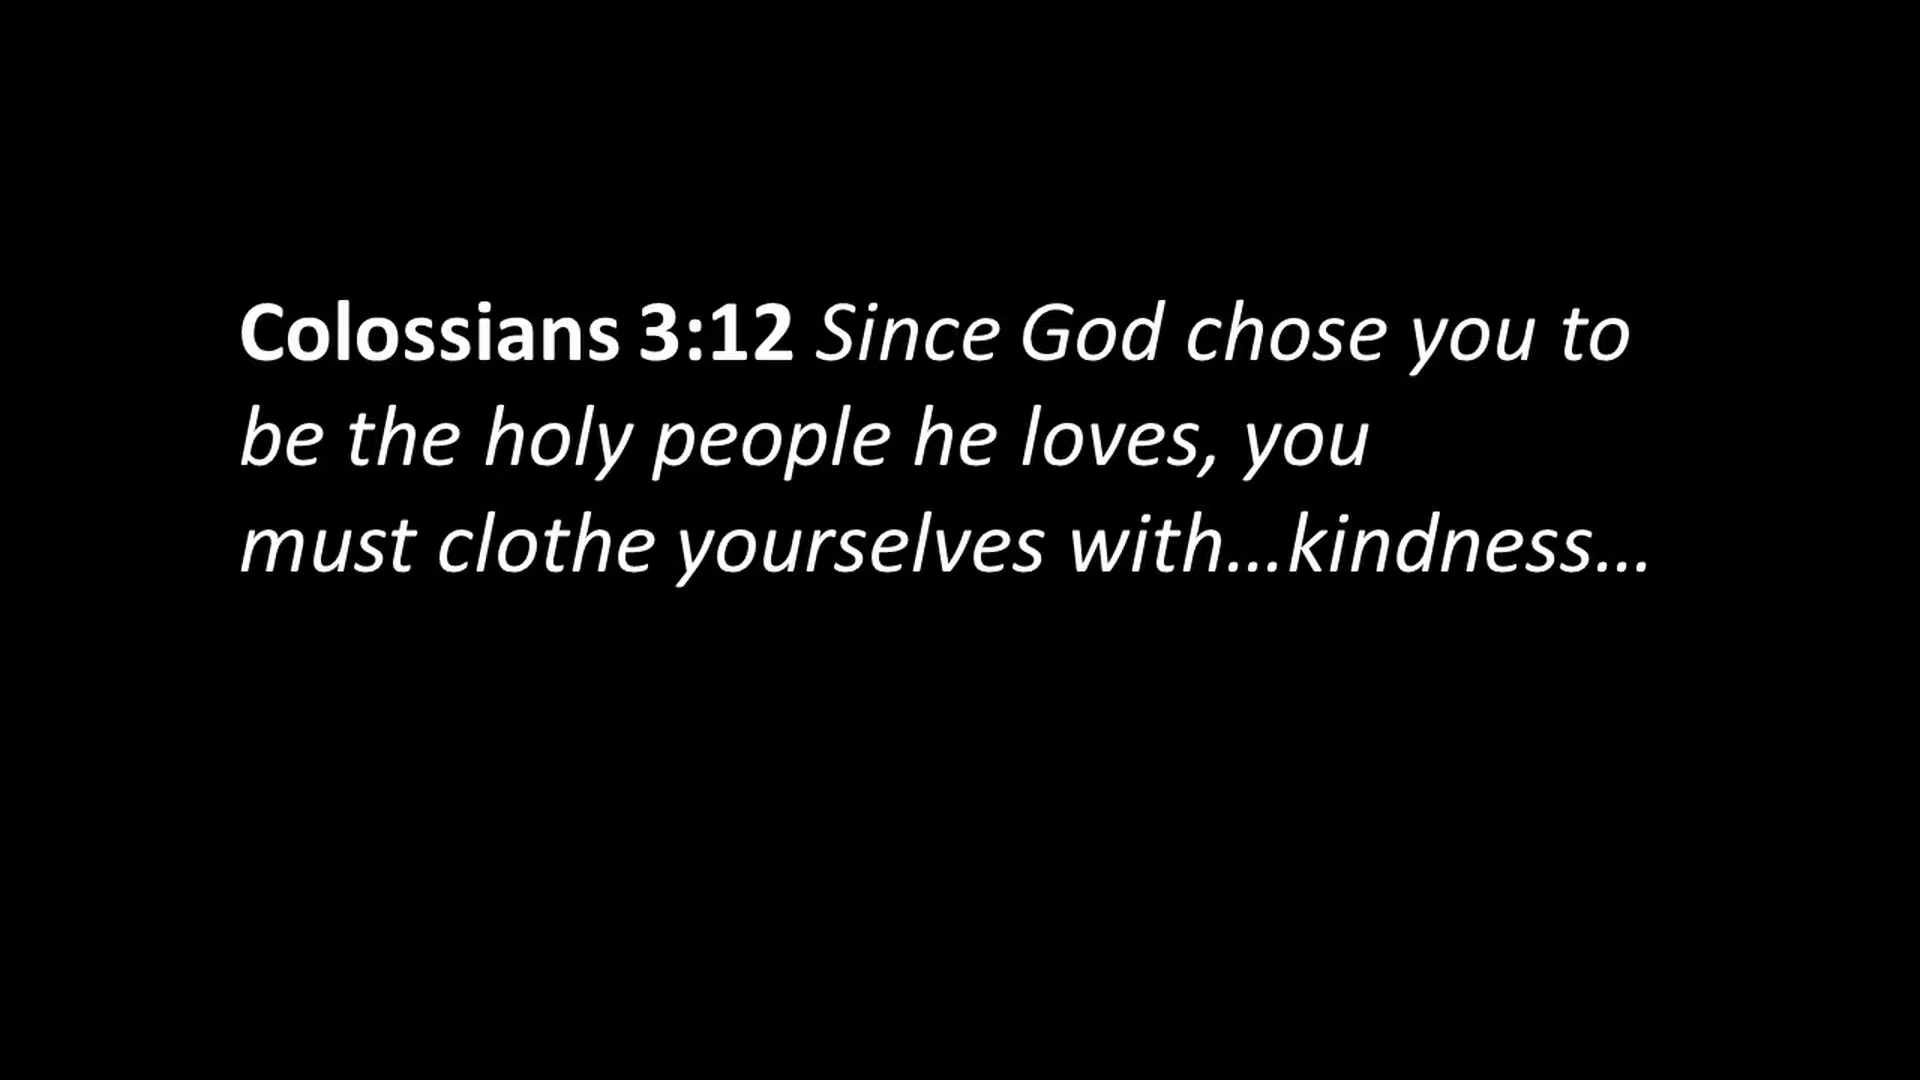 Colossians 3:12 Since God chose you to
be the holy people he loves, you
must clothe yourselves with…kindness…